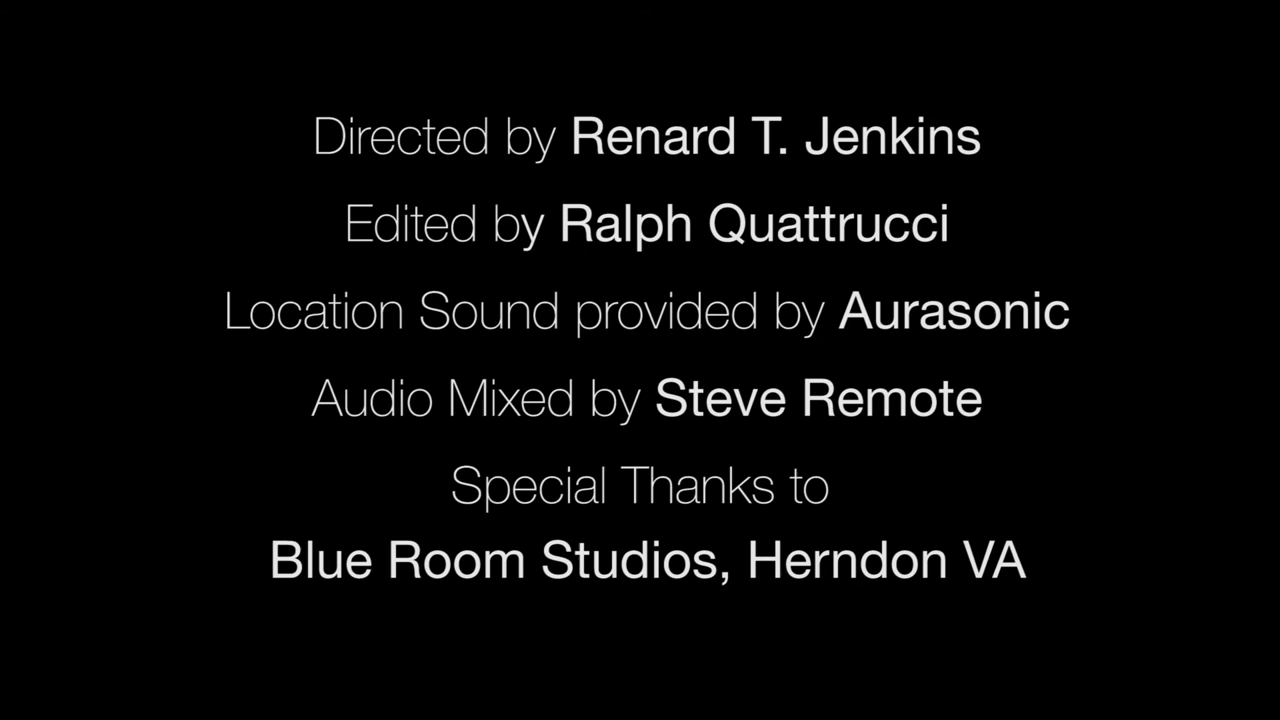 Directed by Renard T. Jenkins
Edited by Ralph Quattrucci
Location Sound provided by Aurasonic
Audio Mixed by Steve Remote
Special Thanks to
Blue Room Studios, Herndon VA